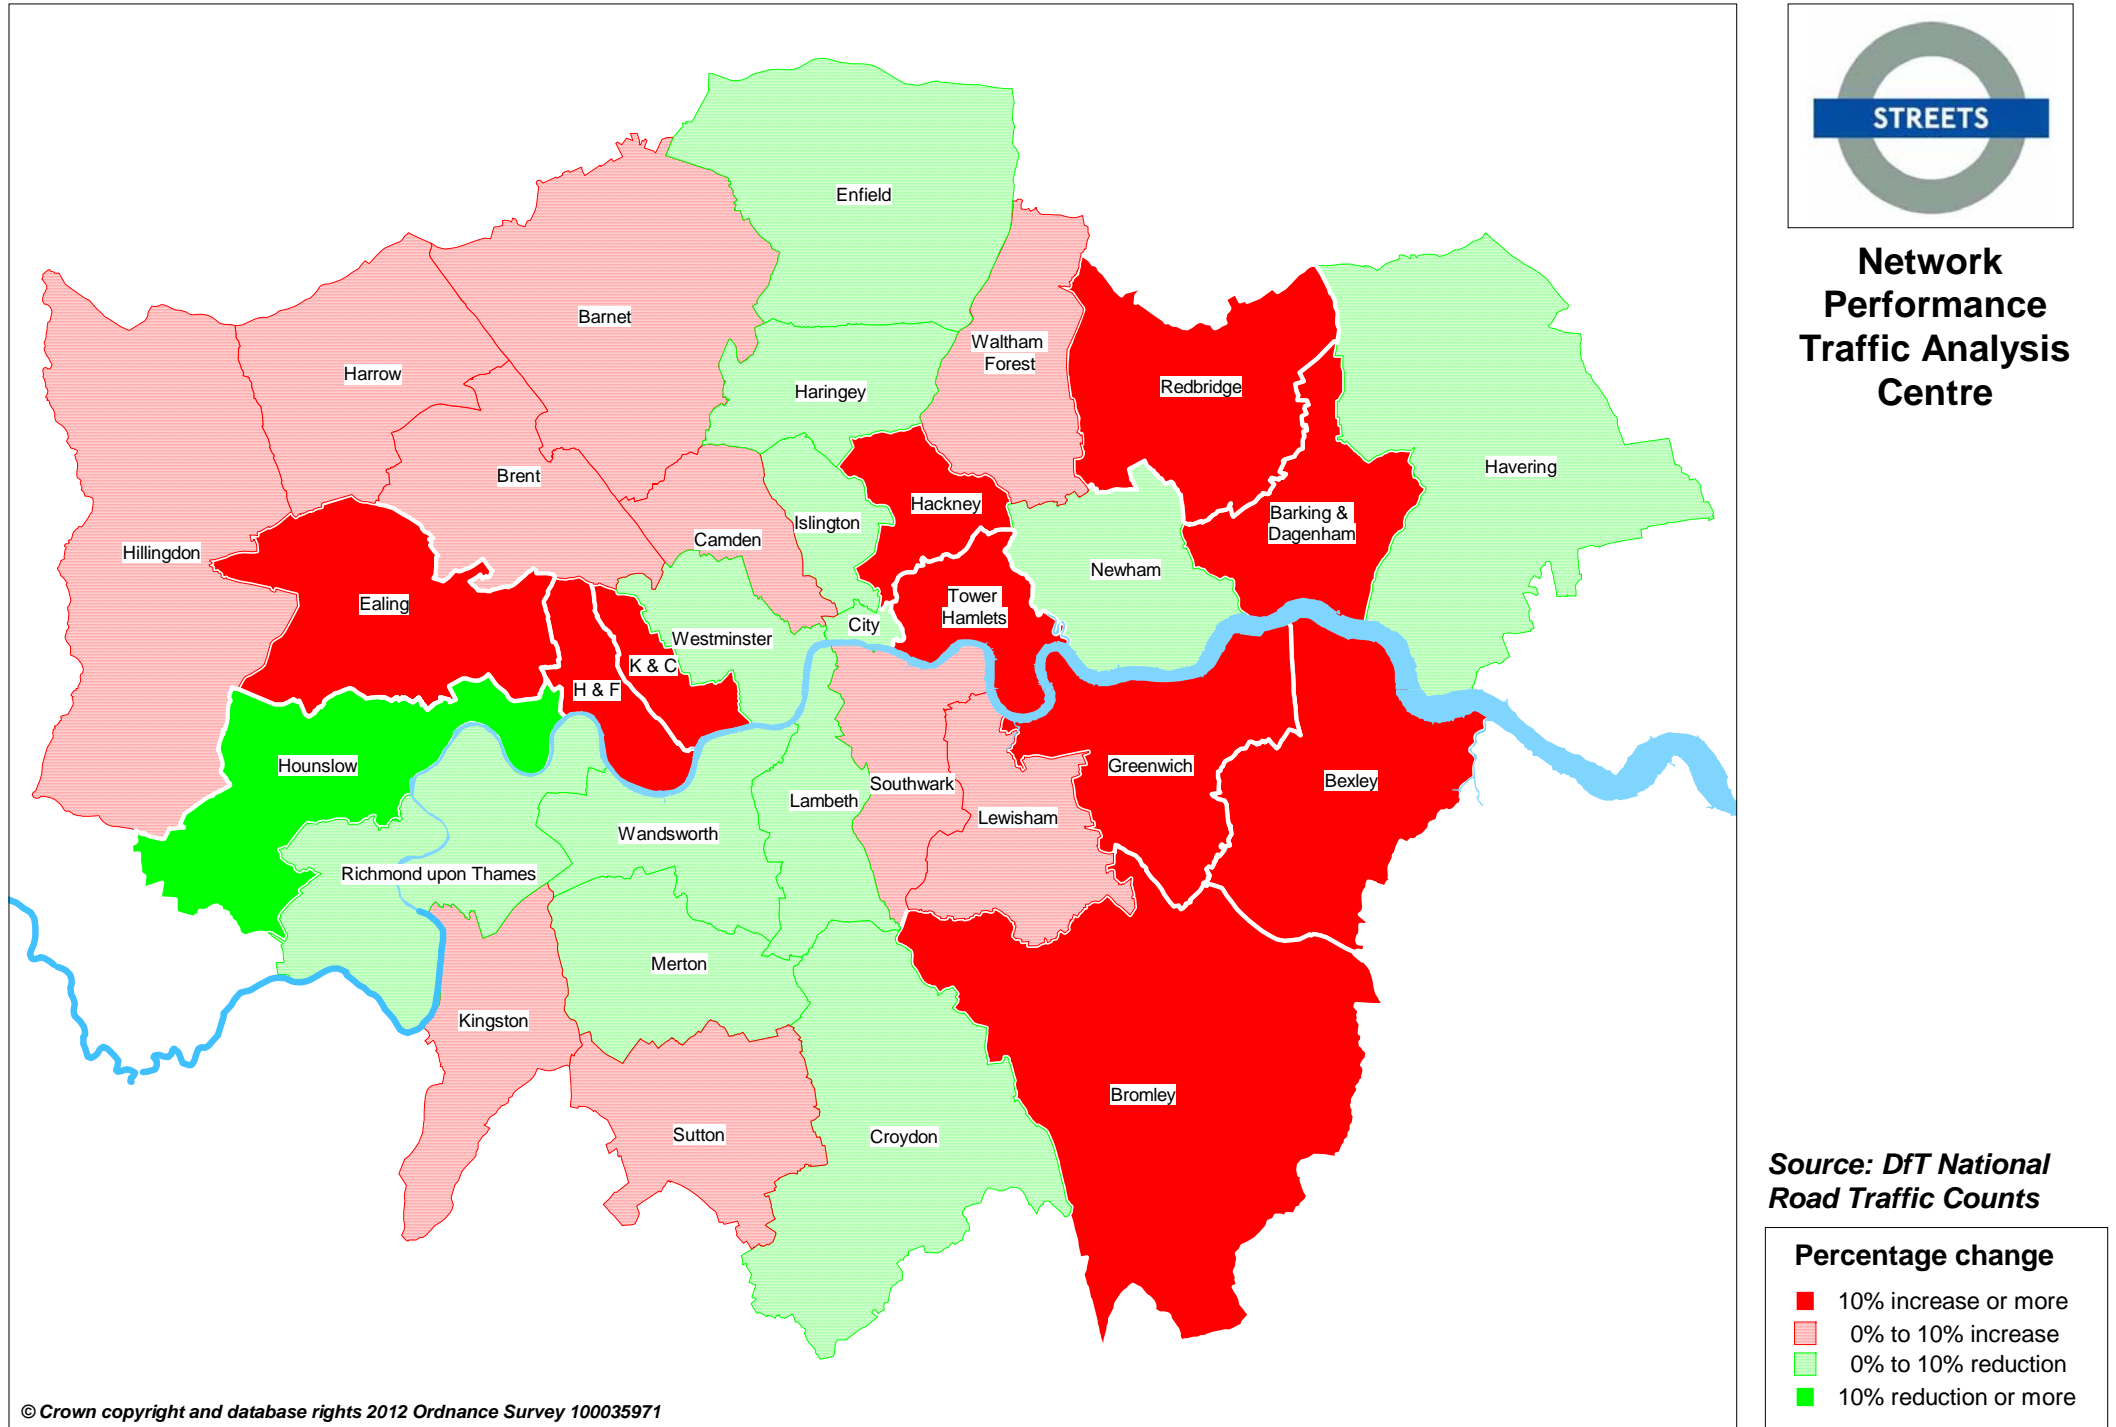 STREETS
Network
Performance
Traffic Analysis
Centre
Enfield
Barnet
Waltham
Forest
Harrow
Haringey
Redbridge
Havering
Brent
Hackney
Islington
Barking &
Dagenham
Camden
Hillingdon
Newham
Ealing
Tower
Hamlets
City
Westminster
K & C
H & F
Hounslow
Greenwich
Bexley
Southwark
Lambeth
Lewisham
Wandsworth
Richmond upon Thames
Merton
Kingston
Bromley
Sutton
Croydon
Source: DfT National
Road Traffic Counts
Percentage change
10% increase or more
0% to 10% increase
0% to 10% reduction
10% reduction or more
© Crown copyright and database rights 2012 Ordnance Survey 100035971